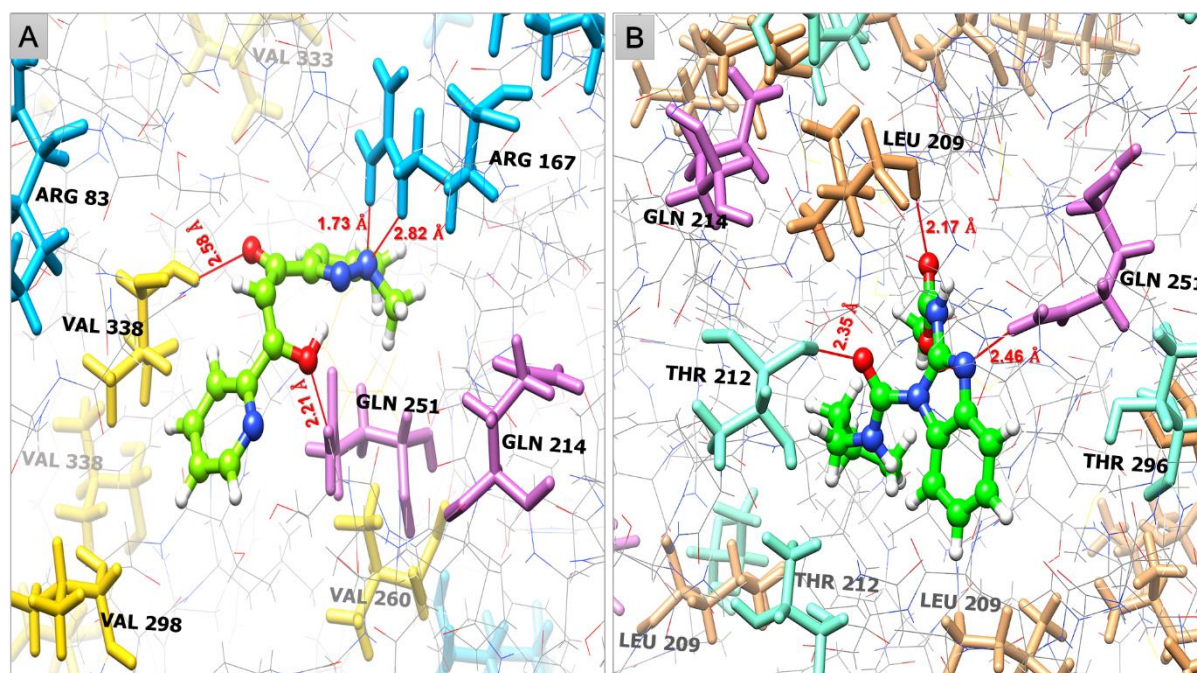 A
VAL 333
ARG 167
ARG 83
1.73 Å
2.82 Å
2.58 Å
VAL 338
2.21 Å
GLN 251
GLN 214
VAL 338
VAL 260
VAL 298
B
LEU 209
GLN 214
2.17 Å
GLN 251
2.35 Å
2.46 Å
THR 212
THR 296
THR 212
LEU 209
LEU 209